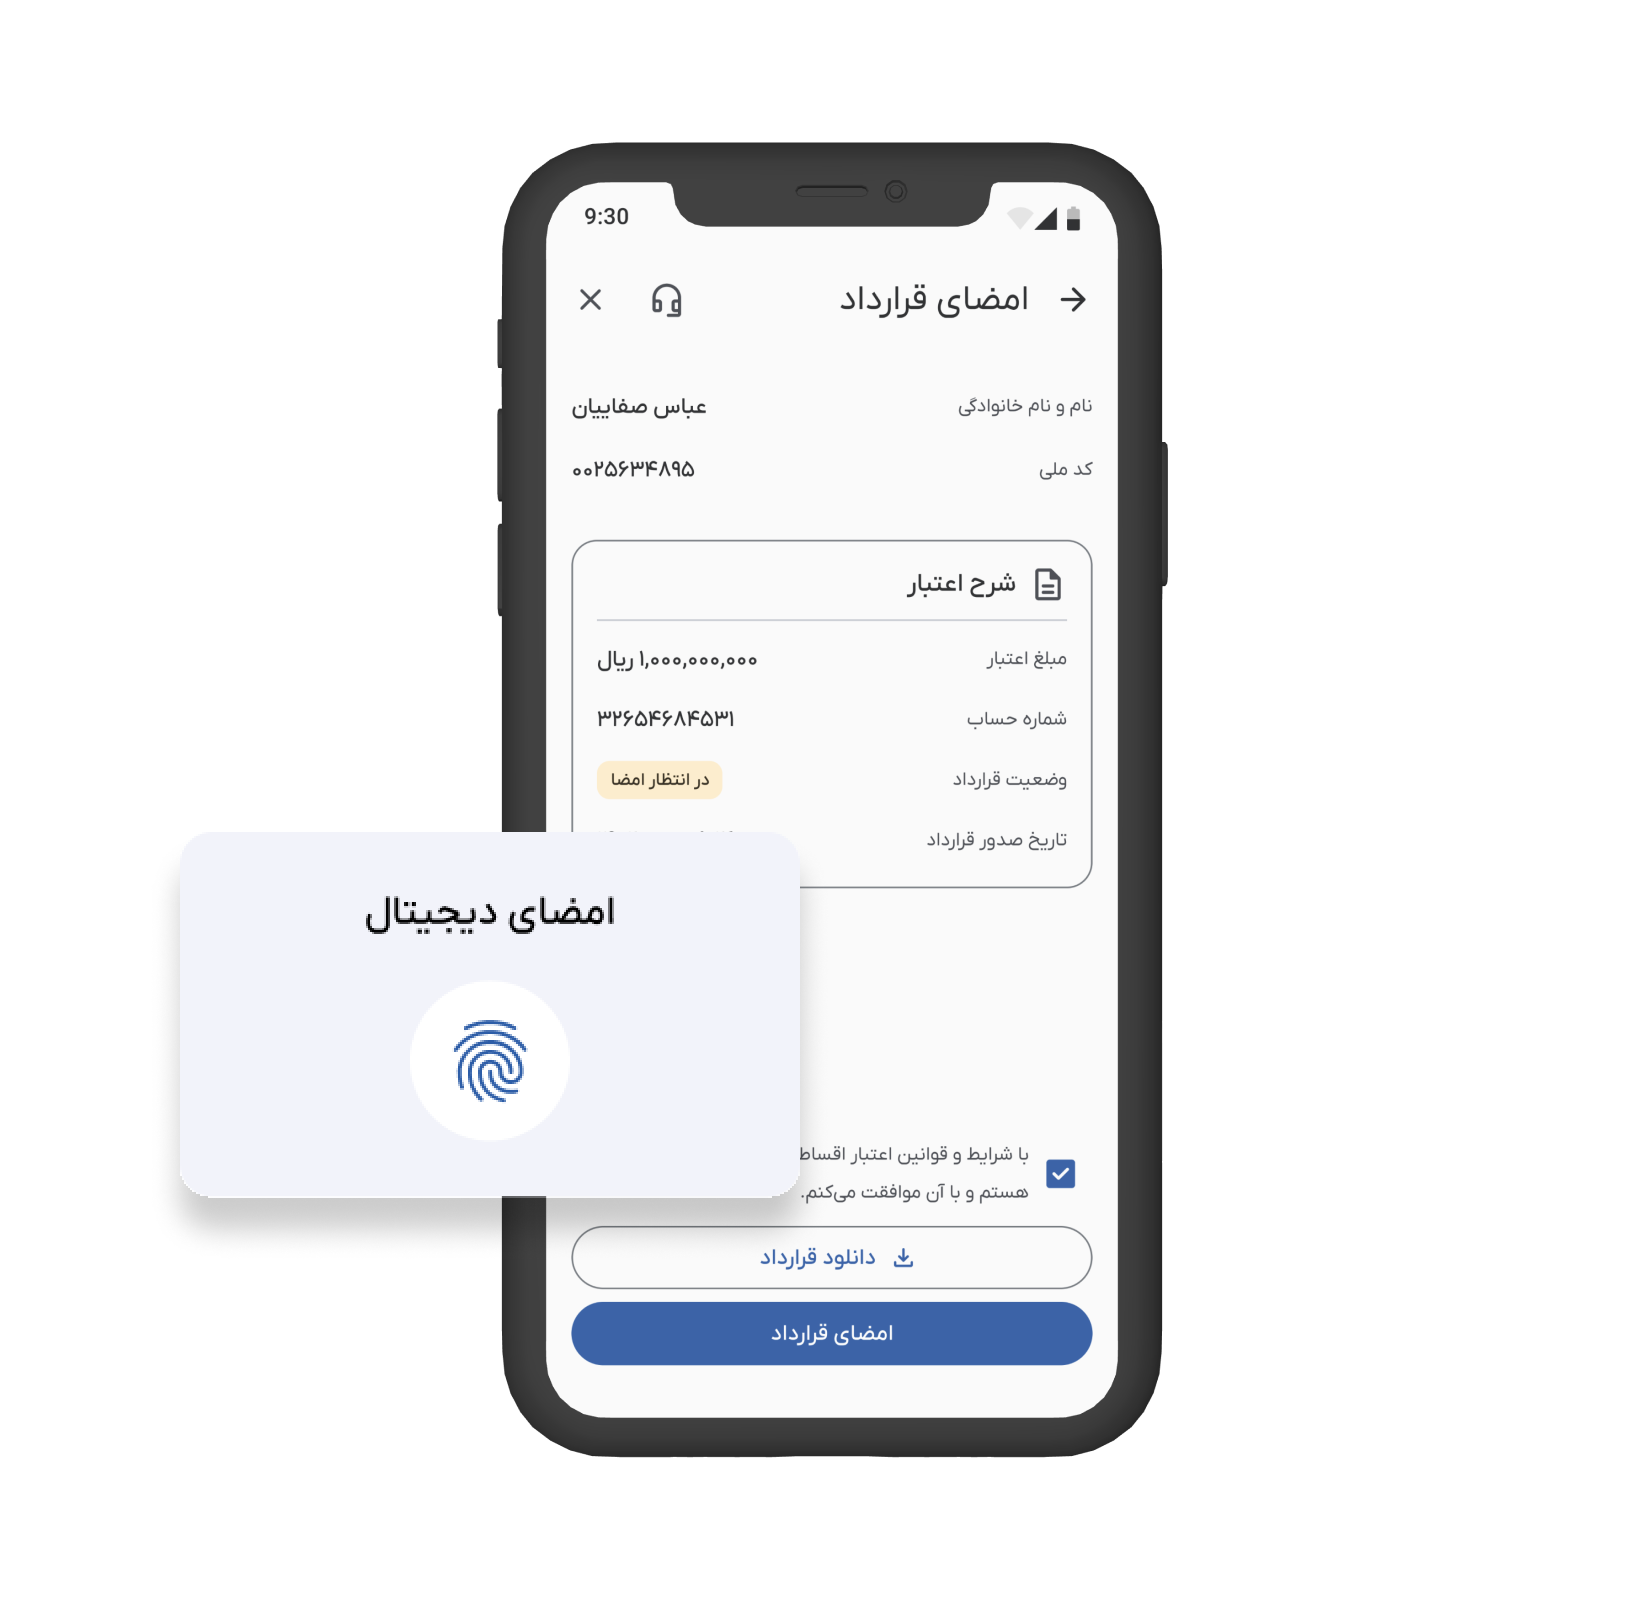 9:30
امضای قرارداد
نام و نام خانوادگی عباس صفاییان
کد ملی ۰۰۲۵۶۳۴۸۹۵
شرح اعتبار
مبلغ اعتبار ۱,۰۰۰,۰۰۰,۰۰۰ ریال
شماره حساب ۳۲۶۵۴۶۸۴۵۳۱
وضعیت قرارداد در انتظار امضا
تاریخ صدور قرارداد
امضای دیجیتال
با شرایط و قوانین اعتبار اقساط
هستم و با آن موافقت می‌کنم.
دانلود قرارداد
امضای قرارداد